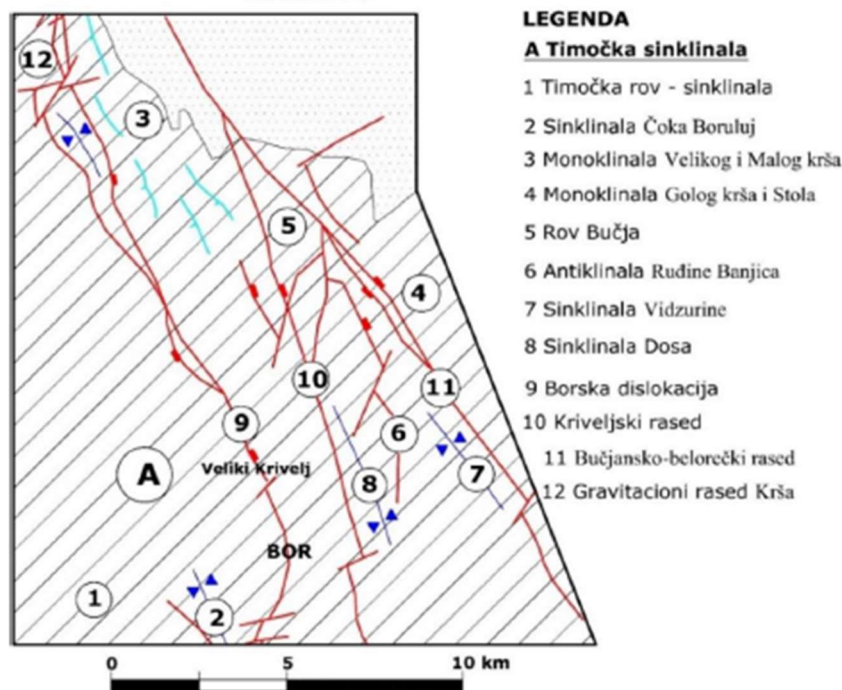 LEGENDA
A Timočka sinklinala
1 Timočka rov - sinklinala
2 Sinklinala Čoka Boruluj
3 Monoklinala Velikog i Malog krša
4 Monoklinala Golog krša i Stola
5 Rov Bučja
6 Antiklinala Ruđine Banjica
7 Sinklinala Vidzurine
8 Sinklinala Dosa
9 Borska dislokacija
10 Kriveljski rased
11 Bučjansko-belorečki rased
12 Gravitacioni rased Krša
12
3
5
4
10
11
9
6
Veliki Krivelj
A
8
7
BOR
1
2
0 5 10 km